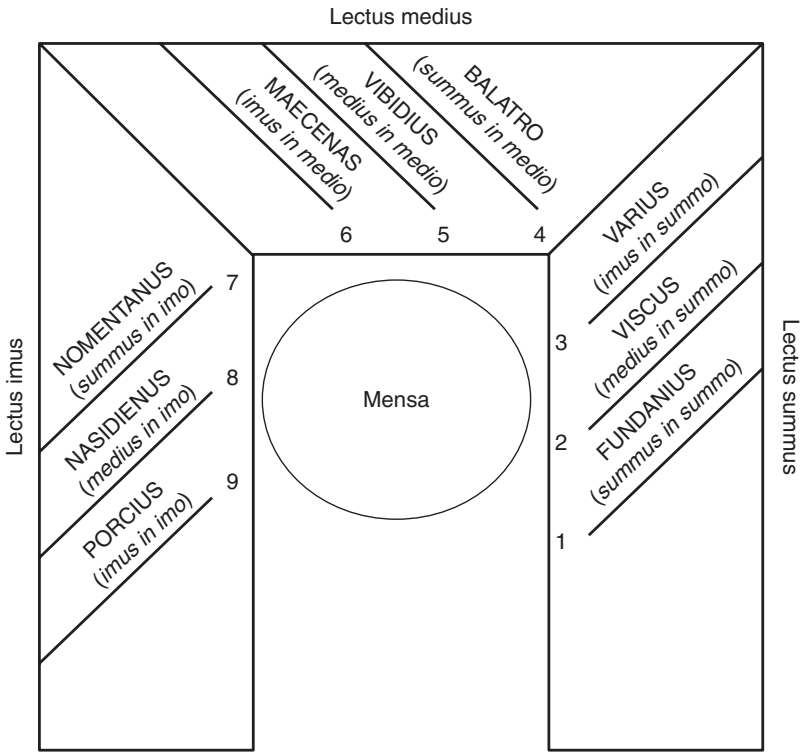 Lectus medius
MAECENAS
(imus in medio)
VIBIDIUS
(medius in medio)
BALATRO
(summus in medio)
6
5
4
VARIUS
(imus in summo)
3
VISCUS
(medius in summo)
2
FUNDANIUS
(summus in summo)
1
Lectus summus
NOMENTANUS
(summus in imo)
7
NASIDIENUS
(medius in imo)
8
PORCIUS
(imus in imo)
9
Lectus imus
Mensa